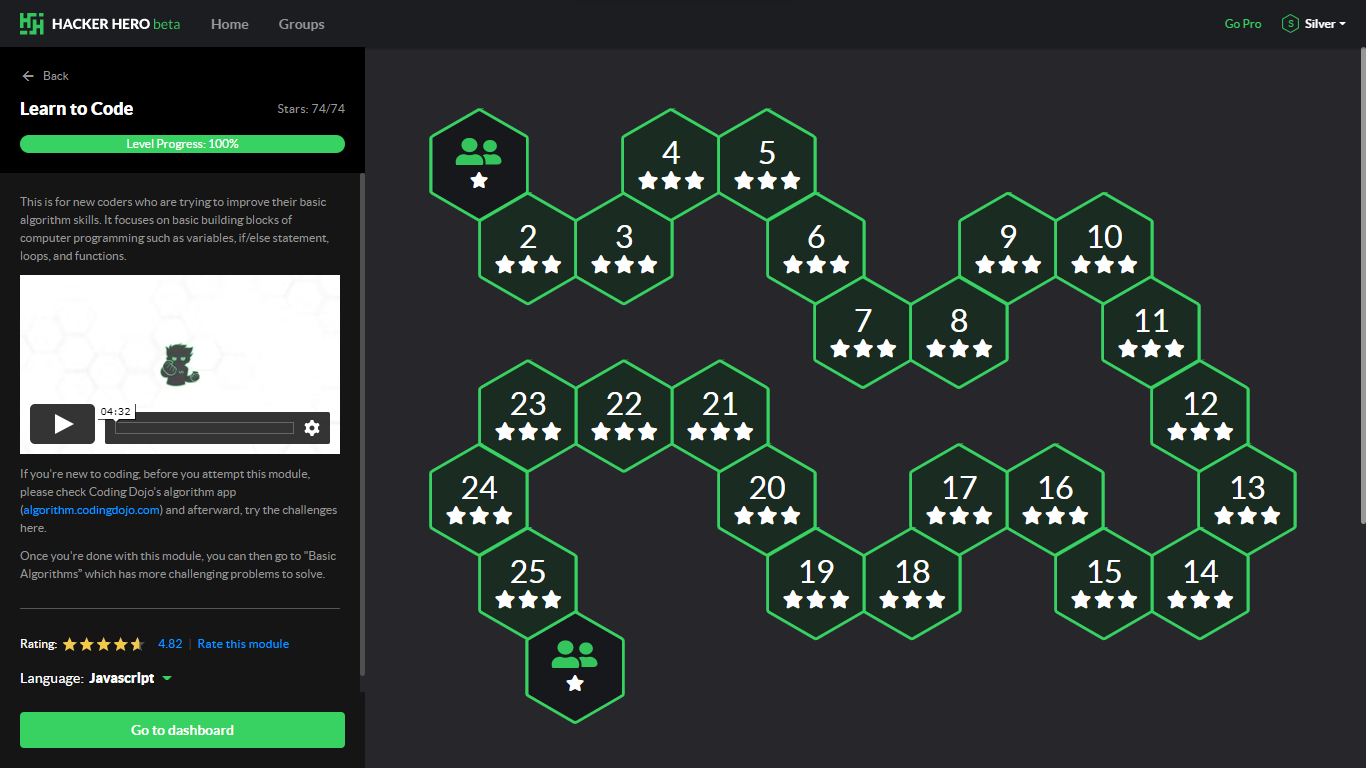 HACKER HERO beta
Home
Groups
Go Pro
S
Silver
Back
Learn to Code
Stars: 74/74
Level Progress: 100%
This is for new coders who are trying to improve their basic
algorithm skills. It focuses on basic building blocks of
computer programming such as variables, if/else statement,
loops, and functions.
04:32
If you're new to coding, before you attempt this module,
please check Coding Dojo's algorithm app
(algorithm.codingdojo.com) and afterward, try the challenges
here.
Once you're done with this module, you can then go to "Basic
Algorithms" which has more challenging problems to solve.
Rating: 4.82 | Rate this module
Language: Javascript
Go to dashboard
4 5
2 3 6 9 10
7 8 11
23 22 21 12
24 20 17 16 13
25 19 18 15 14